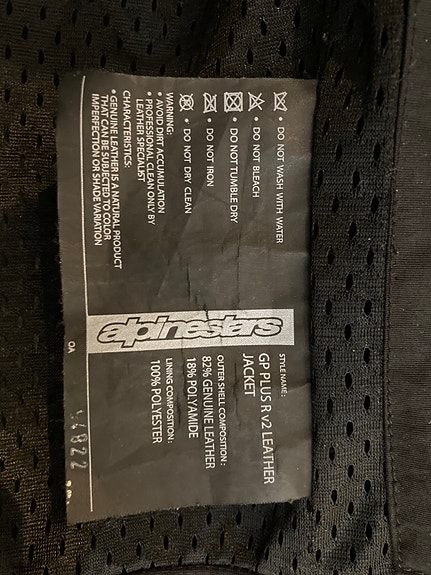 • DO NOT WASH WITH WATER
• DO NOT BLEACH
• DO NOT TUMBLE DRY
• DO NOT IRON
• DO NOT DRY CLEAN
WARNING:
• AVOID DIRT ACCUMULATION
• PROFESSIONAL CLEAN ONLY BY
LEATHER SPECIALIST
CHARACTERISTICS:
• GENUINE LEATHER IS A NATURAL PRODUCT
THAT CAN BE SUBJECTED TO COLOR
IMPERFECTION OR SHADE VARIATION
alpinestars
STYLE NAME :
GP PLUS R v2 LEATHER
JACKET
OUTER SHELL COMPOSITION :
82% GENUINE LEATHER
18% POLYAMIDE
LINING COMPOSITION :
100% POLYESTER
OA